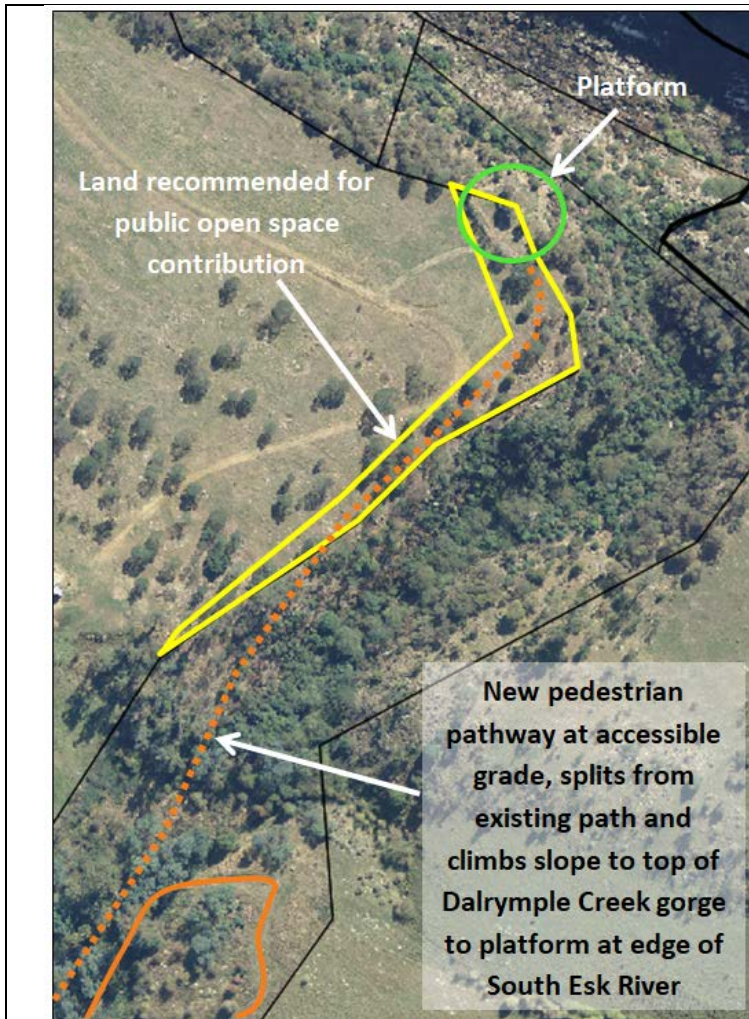 Platform
Land recommended for
public open space
contribution
New pedestrian
pathway at accessible
grade, splits from
existing path and
climbs slope to top of
Dalrymple Creek gorge
to platform at edge of
South Esk River